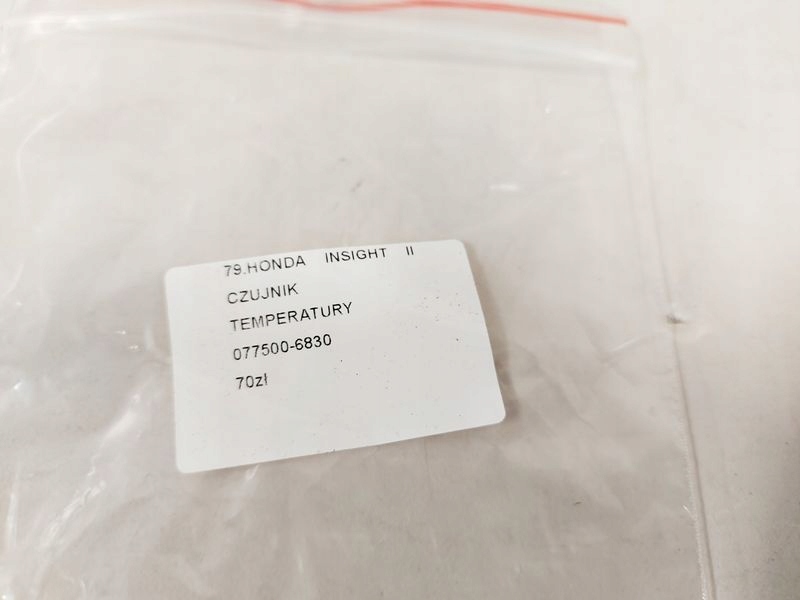 79.HONDA INSIGHT II
CZUJNIK
TEMPERATURY
077500-6830
70zł